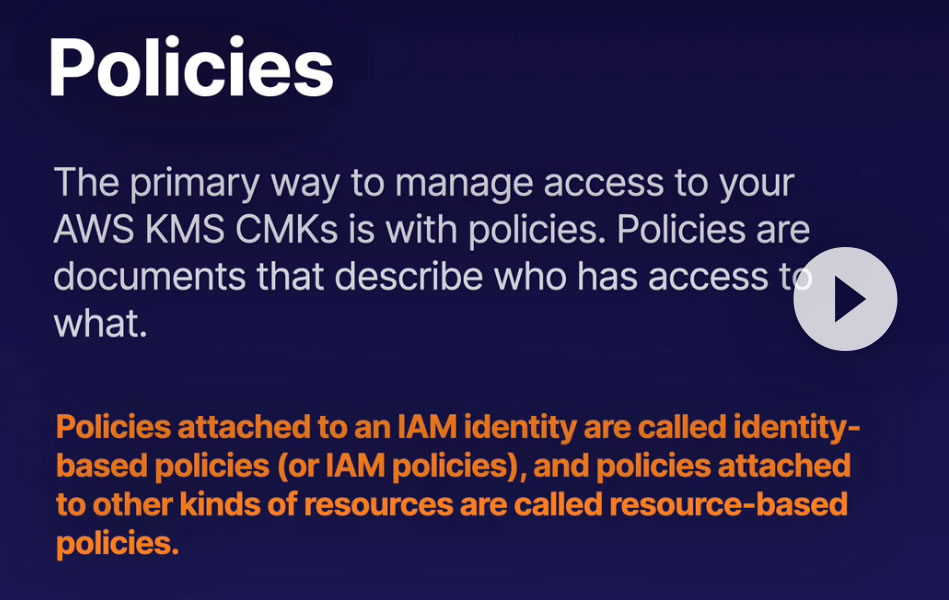 Policies
The primary way to manage access to your
AWS KMS CMKs is with policies. Policies are
documents that describe who has access to
what.
Policies attached to an IAM identity are called identity-
based policies (or IAM policies), and policies attached
to other kinds of resources are called resource-based
policies.